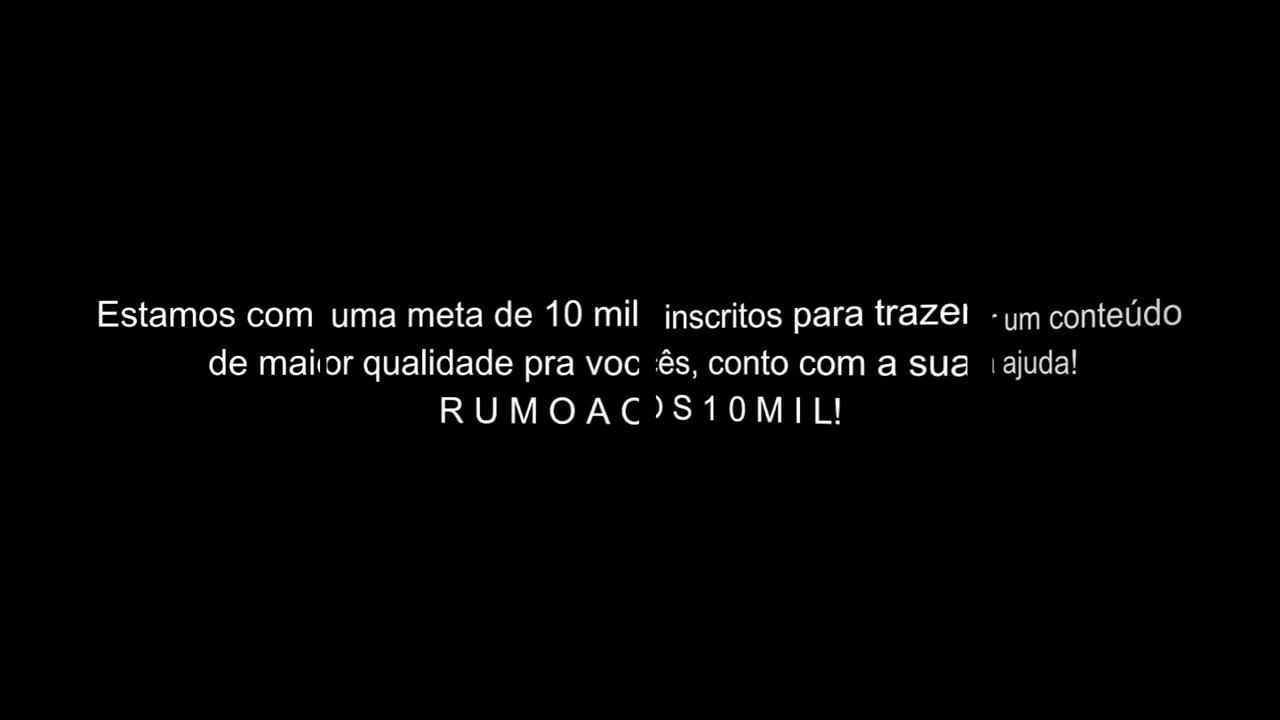 Estamos com uma meta de 10 mil inscritos para trazer um conteúdo
de maior qualidade pra vocês, conto com a sua ajuda!
R U M O A O S 1 0 M I L!